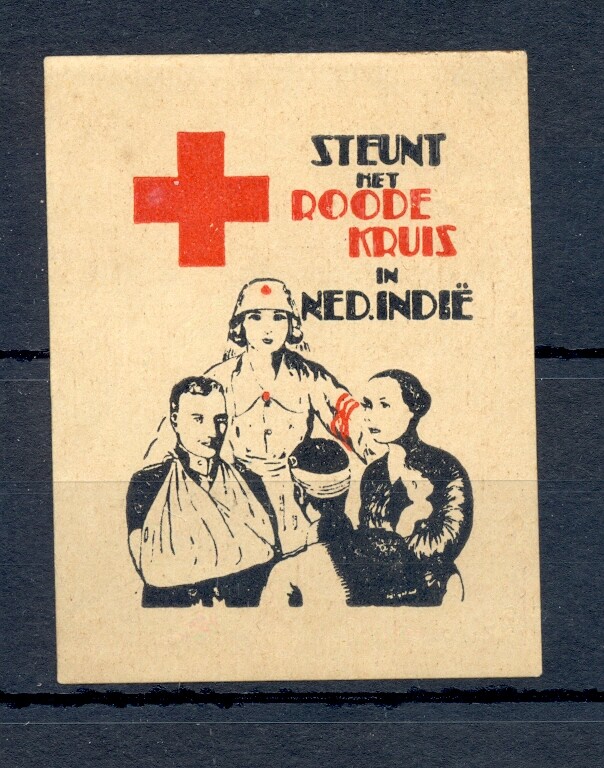 STEUNT
HET
ROODE
KRUIS
IN
NED.INDIË